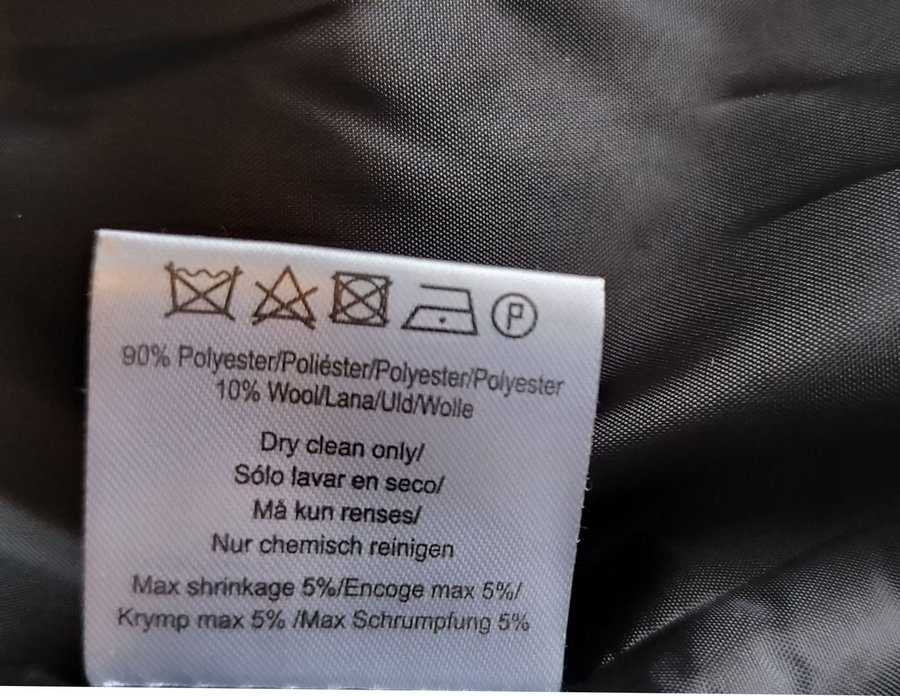 P
90% Polyester/Poliéster/Polyester/Polyester
10% Wool/Lana/Uld/Wolle
Dry clean only/
Sólo lavar en seco/
Må kun renses/
Nur chemisch reinigen
Max shrinkage 5%/Encoge max 5%/
Krymp max 5% /Max Schrumpfung 5%